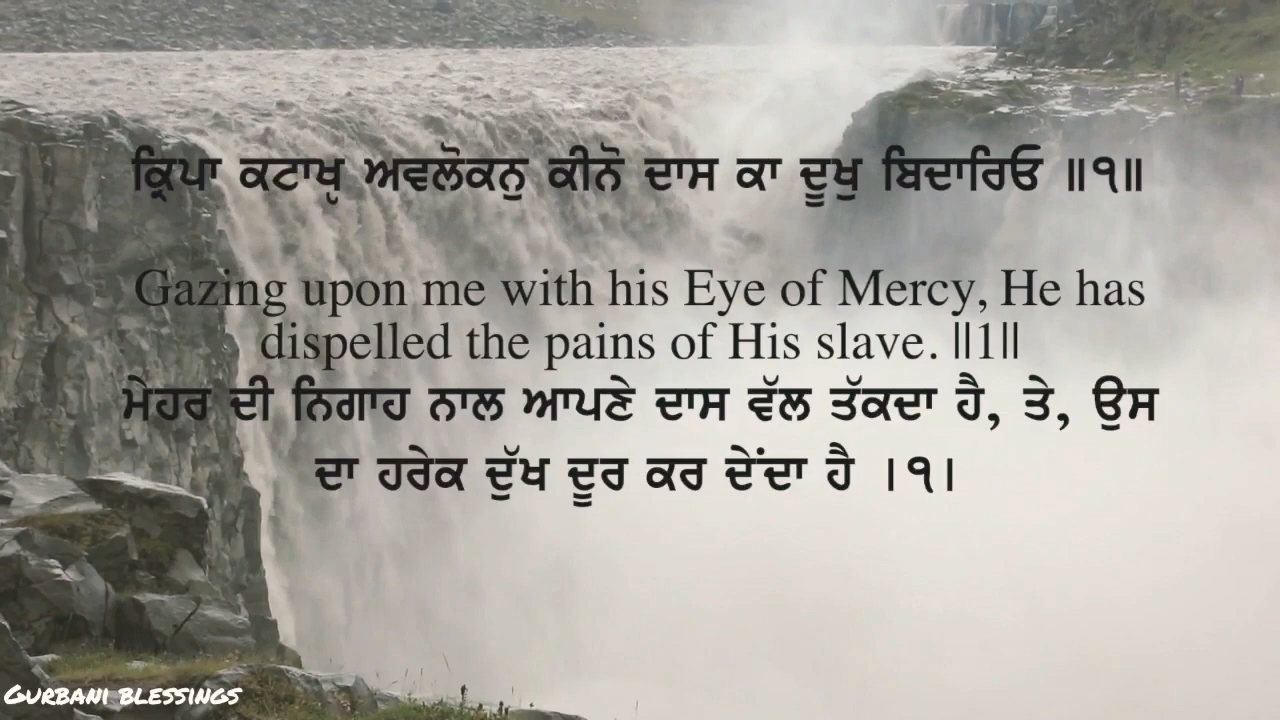 ਕ੍ਰਿਪਾ ਕਟਾਖ੍ਯ੍ਯ ਅਵਲੋਕਨੁ ਕੀਨੋ ਦਾਸ ਕਾ ਦੂਖੁ ਬਿਦਾਰਿਓ ॥੧॥
Gazing upon me with his Eye of Mercy, He has
dispelled the pains of His slave. ||1||
ਮੇਹਰ ਦੀ ਨਿਗਾਹ ਨਾਲ ਆਪਣੇ ਦਾਸ ਵੱਲ ਤੱਕਦਾ ਹੈ, ਤੇ, ਉਸ
ਦਾ ਹਰੇਕ ਦੁੱਖ ਦੂਰ ਕਰ ਦੇਂਦਾ ਹੈ ।੧।
Gurbani blessings